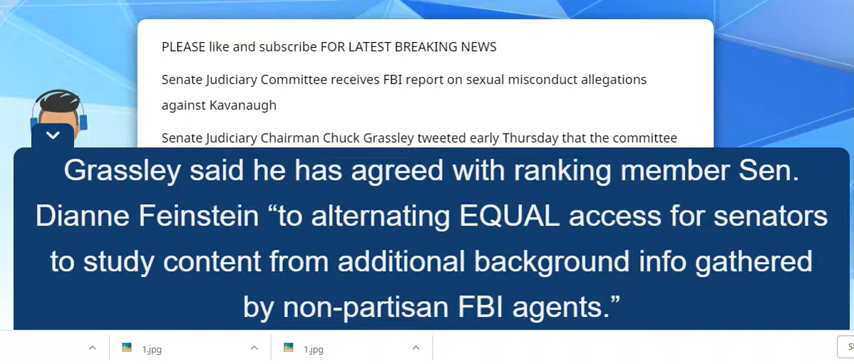 PLEASE like and subscribe FOR LATEST BREAKING NEWS
Senate Judiciary Committee receives FBI report on sexual misconduct allegations
against Kavanaugh
Senate Judiciary Chairman Chuck Grassley tweeted early Thursday that the committee
Grassley said he has agreed with ranking member Sen.
Dianne Feinstein “to alternating EQUAL access for senators
to study content from additional background info gathered
by non-partisan FBI agents.”
1.jpg
1.jpg